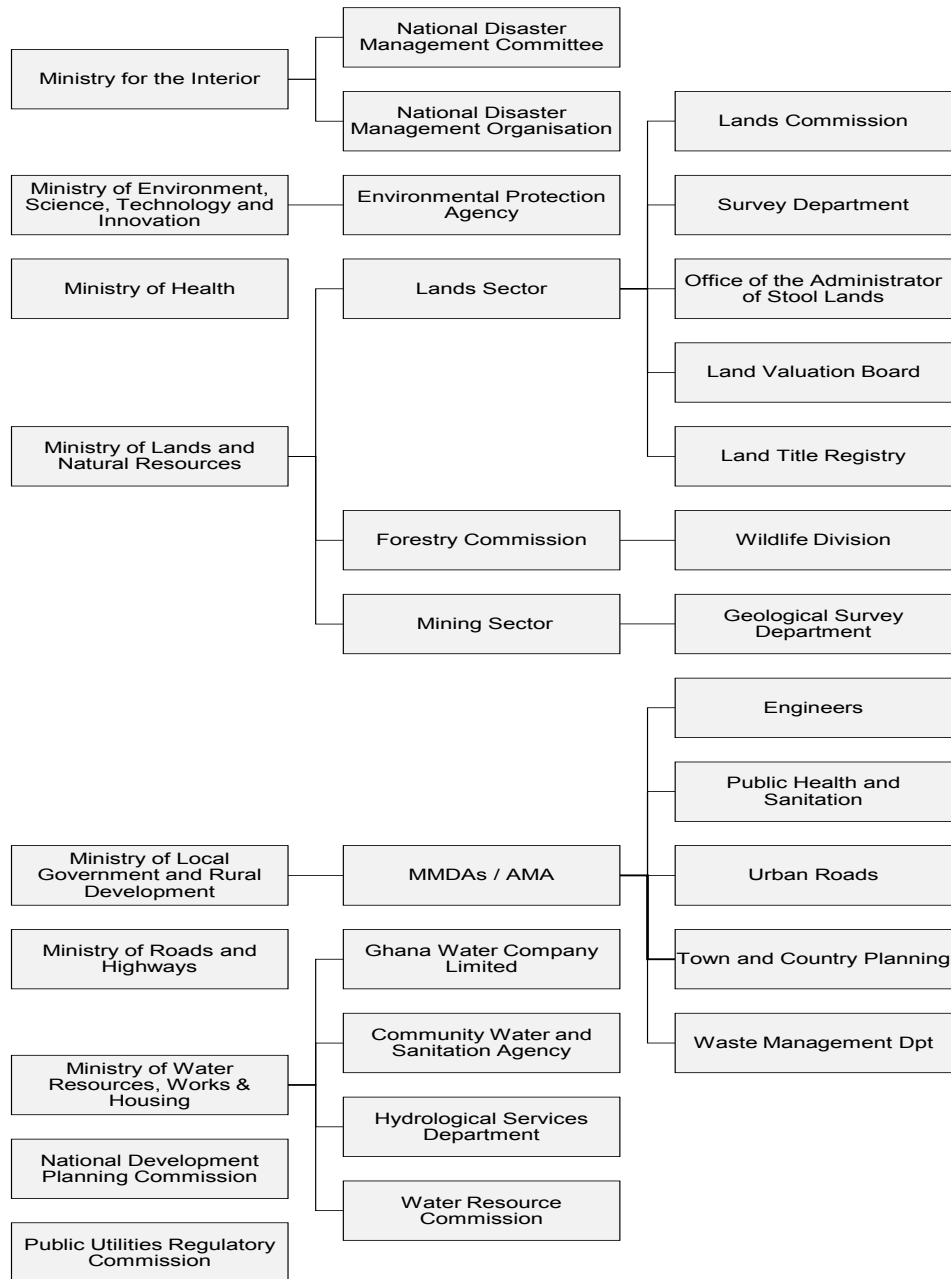 National Disaster
Management Committee
Ministry for the Interior
National Disaster
Management Organisation
Lands Commission
Ministry of Environment,
Science, Technology and
Innovation
Environmental Protection
Agency
Survey Department
Ministry of Health
Lands Sector
Office of the Administrator
of Stool Lands
Land Valuation Board
Ministry of Lands and
Natural Resources
Land Title Registry
Forestry Commission
Wildlife Division
Mining Sector
Geological Survey
Department
Engineers
Public Health and
Sanitation
Ministry of Local
Government and Rural
Development
MMDAs / AMA
Urban Roads
Ministry of Roads and
Highways
Ghana Water Company
Limited
Town and Country Planning
Community Water and
Sanitation Agency
Waste Management Dpt
Ministry of Water
Resources, Works &
Housing
Hydrological Services
Department
National Development
Planning Commission
Water Resource
Commission
Public Utilities Regulatory
Commission